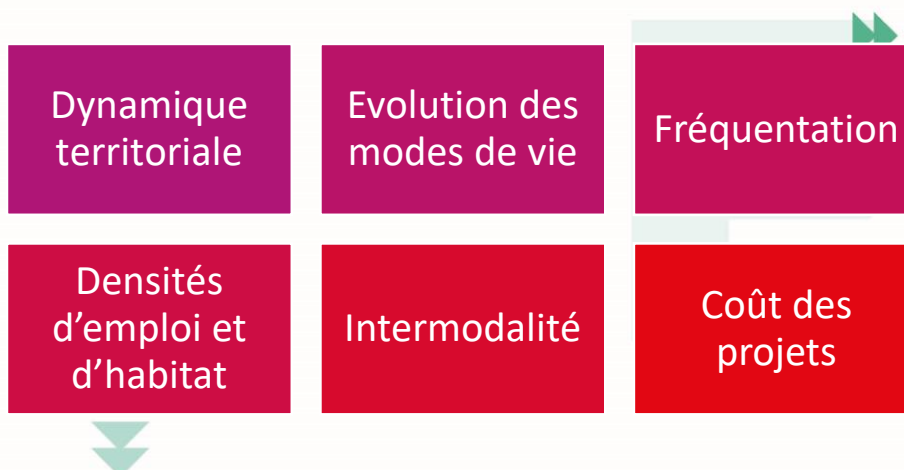 Dynamique
territoriale
Evolution des
modes de vie
Fréquentation
Densités
d’emploi et
d’habitat
Intermodalité
Coût des
projets